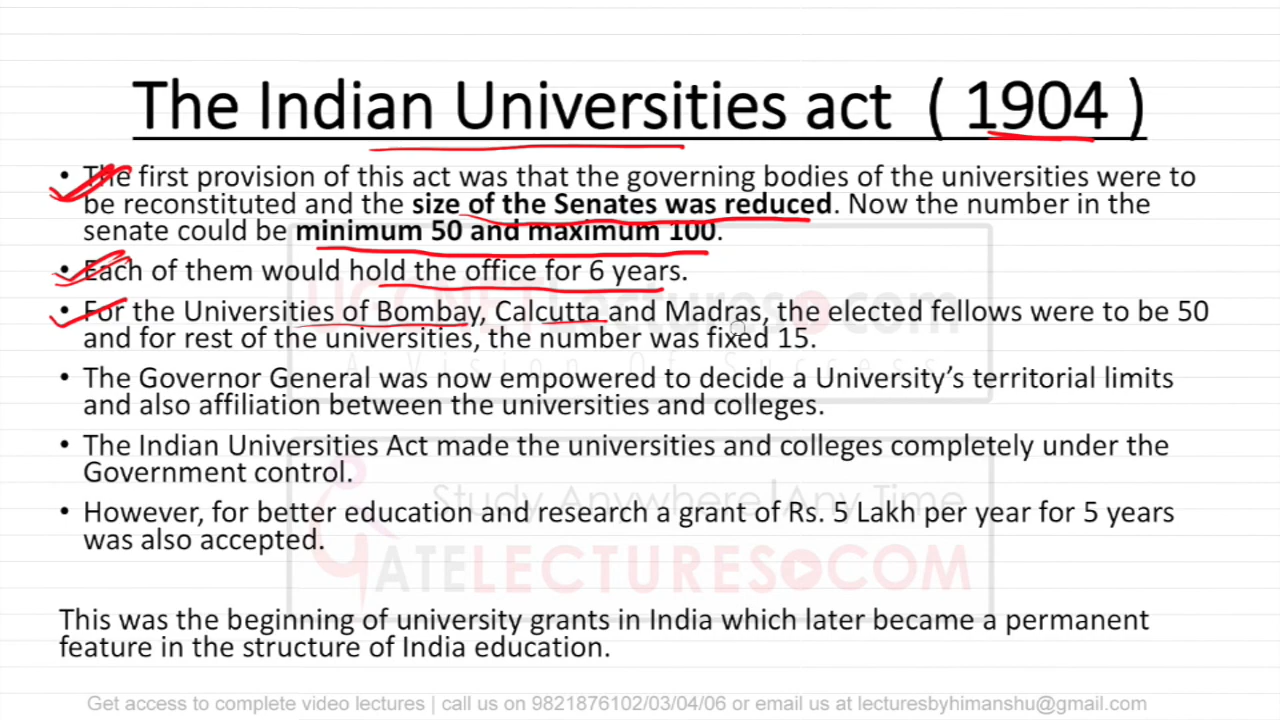 The Indian Universities act ( 1904 )
• The first provision of this act was that the governing bodies of the universities were to
be reconstituted and the size of the Senates was reduced. Now the number in the
senate could be minimum 50 and maximum 100.
• Each of them would hold the office for 6 years.
• For the Universities of Bombay, Calcutta and Madras, the elected fellows were to be 50
and for rest of the universities, the number was fixed 15.
A Vision Of Success
• The Governor General was now empowered to decide a University's territorial limits
and also affiliation between the universities and colleges.
• The Indian Universities Act made the universities and colleges completely under the
Government control.
Study Anywhere|Any Time
• However, for better education and research a grant of Rs. 5 Lakh per year for 5 years
was also accepted.
GATELECTURES.COM
This was the beginning of university grants in India which later became a permanent
feature in the structure of India education.
Get access to complete video lectures | call us on 9821876102/03/04/06 or email us at lecturesbyhimanshu@gmail.com